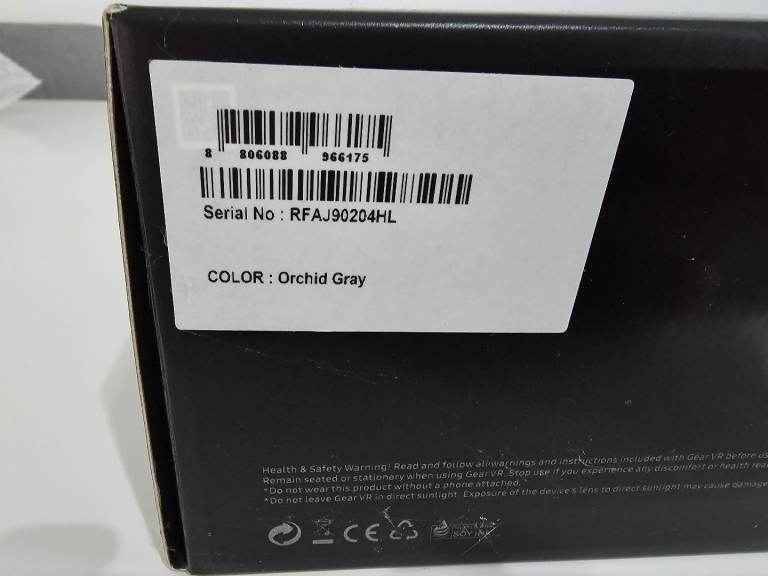 8 806088 966175
Serial No : RFAJ90204HL
COLOR : Orchid Gray
Health & Safety Warning! Read and follow all warnings and instructions included with Gear VR before us
Remain seated or stationary when using Gear VR. Stop use if you experience any discomfort or health rea
*Do not wear this product without a phone attached.
*Do not leave Gear VR in direct sunlight. Exposure of the device's lens to direct sunlight may cause damage
CE SOY INK